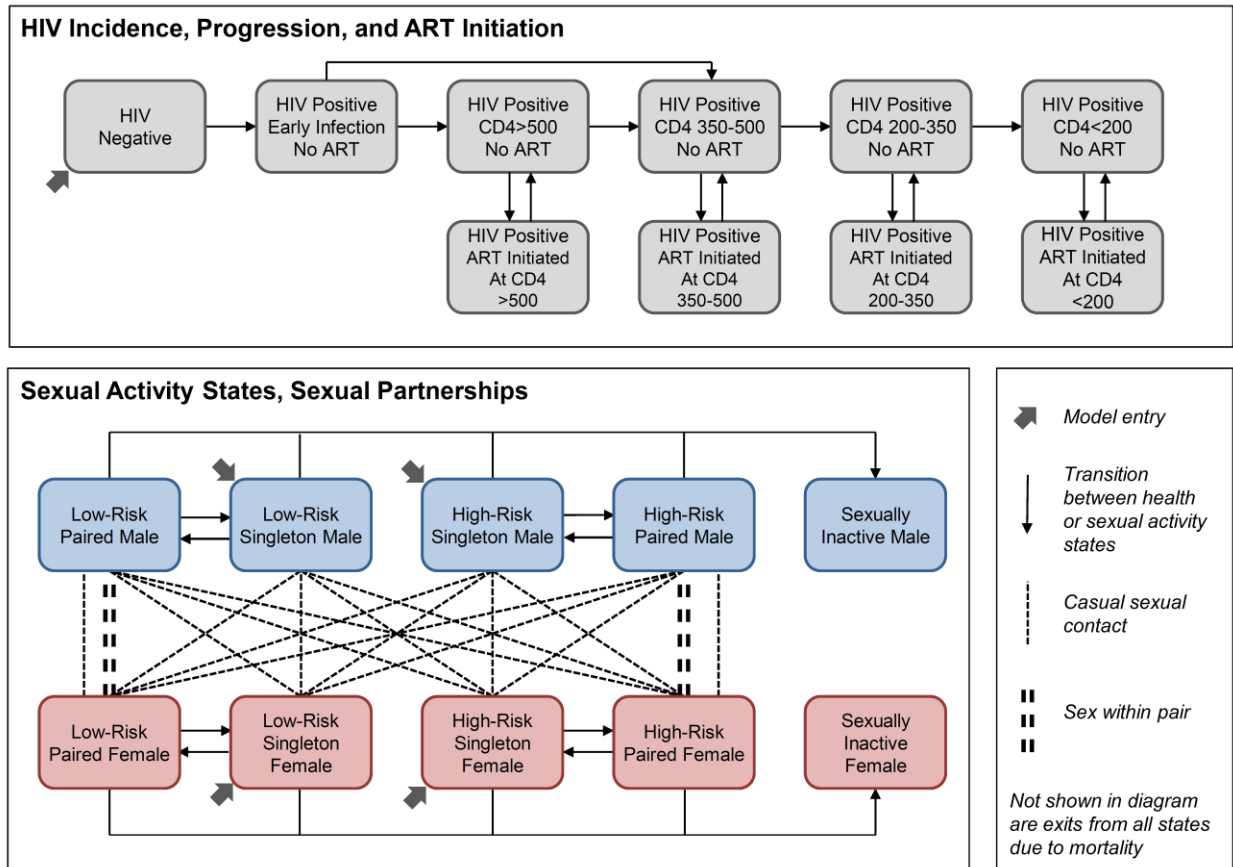 HIV Incidence, Progression, and ART Initiation
HIV
Negative
HIV Positive
Early Infection
No ART
HIV Positive
CD4>500
No ART
HIV Positive
CD4 350-500
No ART
HIV Positive
CD4 200-350
No ART
HIV Positive
CD4<200
No ART
HIV Positive
ART Initiated
At CD4
>500
HIV Positive
ART Initiated
At CD4
350-500
HIV Positive
ART Initiated
At CD4
200-350
HIV Positive
ART Initiated
At CD4
<200
Sexual Activity States, Sexual Partnerships
Low-Risk
Paired Male
Low-Risk
Singleton Male
High-Risk
Singleton Male
High-Risk
Paired Male
Sexually
Inactive Male
Low-Risk
Paired Female
Low-Risk
Singleton
Female
High-Risk
Singleton
Female
High-Risk
Paired Female
Sexually
Inactive
Female
Model entry
Transition
between health
or sexual activity
states
Casual sexual
contact
Sex within pair
Not shown in diagram
are exits from all states
due to mortality